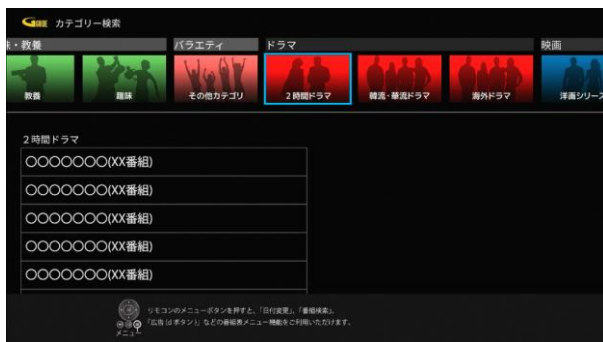 G GUIDE カテゴリー検索
味・教養 バラエティ ドラマ 映画
教養 趣味 その他カテゴリ 2時間ドラマ 韓流・華流ドラマ 海外ドラマ 洋画シリーズ
2時間ドラマ
〇〇〇〇〇〇〇(XX番組)
〇〇〇〇〇〇〇(XX番組)
〇〇〇〇〇〇〇(XX番組)
〇〇〇〇〇〇〇(XX番組)
〇〇〇〇〇〇〇(XX番組)
リモコンのメニューボタンを押すと、「日付変更」、「番組検索」、
「広告(dボタン)」などの番組表メニュー機能をご利用いただけます。
メニュー